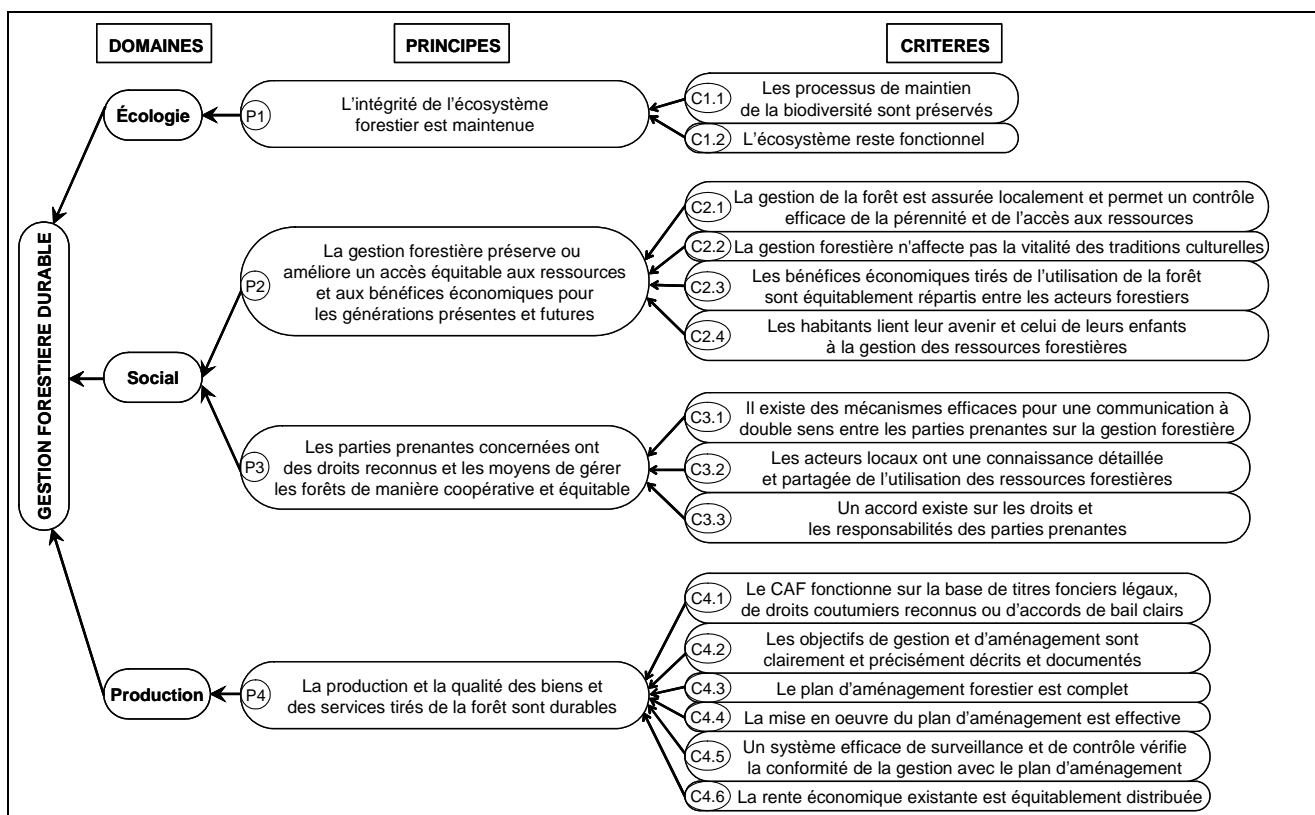 DOMAINES
PRINCIPES
CRITERES
GESTION FORESTIERE DURABLE
Écologie
P1
L'intégrité de l'écosystème
forestier est maintenue
C1.1
Les processus de maintien
de la biodiversité sont préservés
C1.2
L'écosystème reste fonctionnel
Social
P2
La gestion forestière préserve ou
améliore un accès équitable aux ressources
et aux bénéfices économiques pour
les générations présentes et futures
C2.1
La gestion de la forêt est assurée localement et permet un contrôle
efficace de la pérennité et de l'accès aux ressources
C2.2
La gestion forestière n'affecte pas la vitalité des traditions culturelles
C2.3
Les bénéfices économiques tirés de l'utilisation de la forêt
sont équitablement répartis entre les acteurs forestiers
C2.4
Les habitants lient leur avenir et celui de leurs enfants
à la gestion des ressources forestières
P3
Les parties prenantes concernées ont
des droits reconnus et les moyens de gérer
les forêts de manière coopérative et équitable
C3.1
Il existe des mécanismes efficaces pour une communication à
double sens entre les parties prenantes sur la gestion forestière
C3.2
Les acteurs locaux ont une connaissance détaillée
et partagée de l'utilisation des ressources forestières
C3.3
Un accord existe sur les droits et
les responsabilités des parties prenantes
Production
P4
La production et la qualité des biens et
des services tirés de la forêt sont durables
C4.1
Le CAF fonctionne sur la base de titres fonciers légaux,
de droits coutumiers reconnus ou d'accords de bail clairs
C4.2
Les objectifs de gestion et d'aménagement sont
clairement et précisément décrits et documentés
C4.3
Le plan d'aménagement forestier est complet
C4.4
La mise en oeuvre du plan d'aménagement est effective
C4.5
Un système efficace de surveillance et de contrôle vérifie
la conformité de la gestion avec le plan d'aménagement
C4.6
La rente économique existante est équitablement distribuée